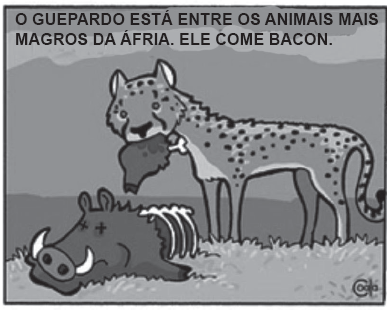 O GUEPARDO ESTÁ ENTRE OS ANIMAIS MAIS
MAGROS DA ÁFRIA. ELE COME BACON.